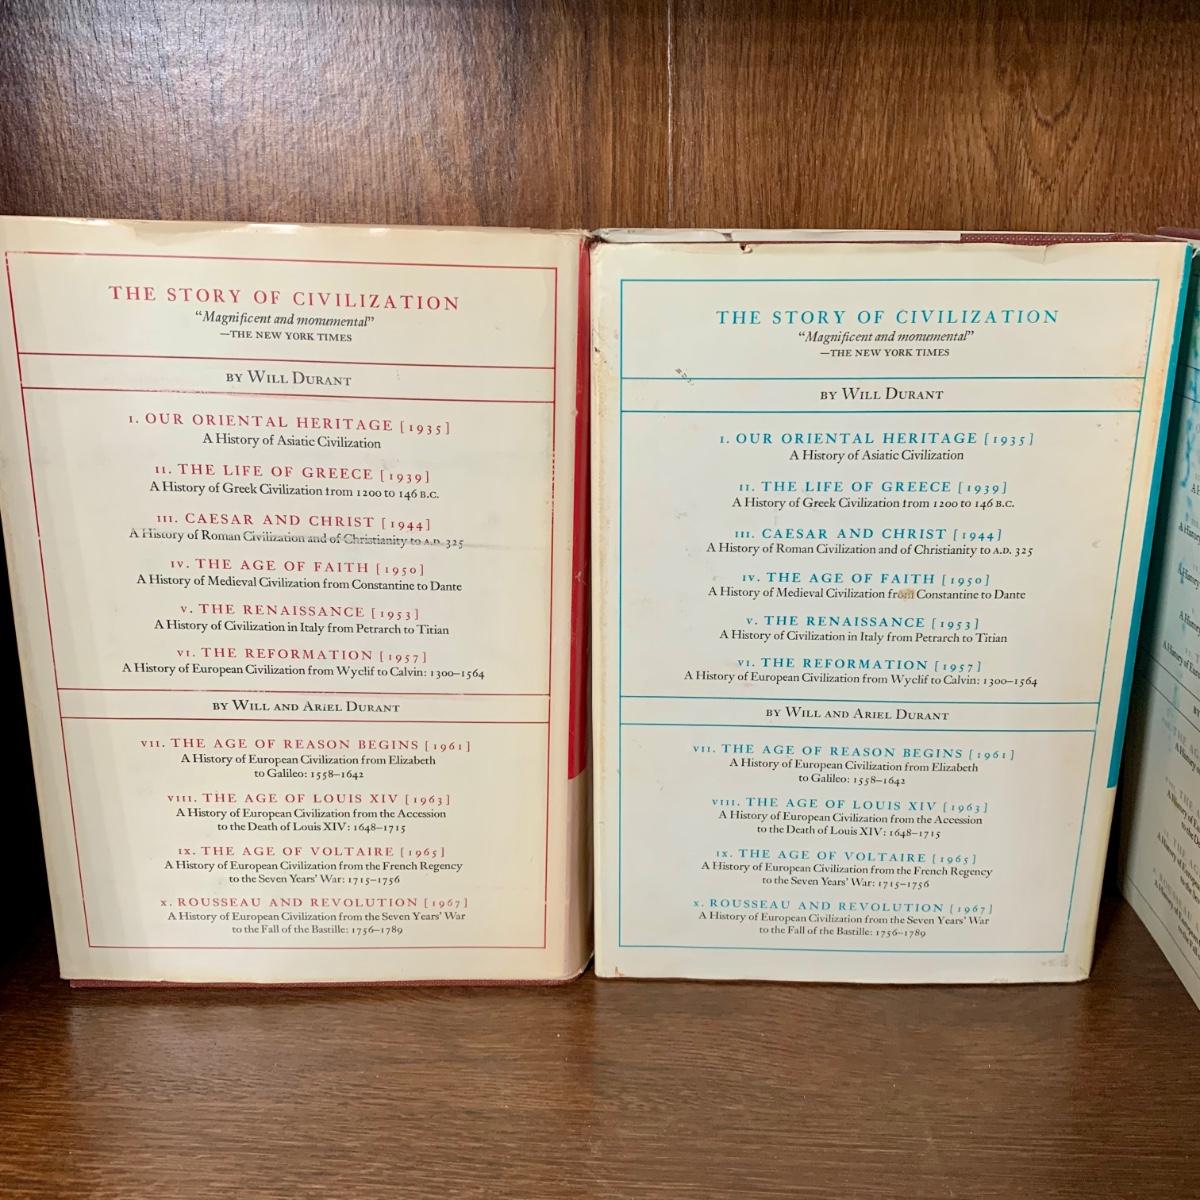 THE STORY OF CIVILIZATION
“Magnificent and monumental”
—THE NEW YORK TIMES
BY WILL DURANT
I. OUR ORIENTAL HERITAGE [1935]
A History of Asiatic Civilization
II. THE LIFE OF GREECE [1939]
A History of Greek Civilization from 1200 to 146 B.C.
III. CAESAR AND CHRIST [1944]
A History of Roman Civilization and of Christianity to A.D. 325
IV. THE AGE OF FAITH [1950]
A History of Medieval Civilization from Constantine to Dante
V. THE RENAISSANCE [1953]
A History of Civilization in Italy from Petrarch to Titian
VI. THE REFORMATION [1957]
A History of European Civilization from Wyclif to Calvin: 1300–1564
BY WILL AND ARIEL DURANT
VII. THE AGE OF REASON BEGINS [1961]
A History of European Civilization from Elizabeth
to Galileo: 1558–1642
VIII. THE AGE OF LOUIS XIV [1963]
A History of European Civilization from the Accession
to the Death of Louis XIV: 1648–1715
IX. THE AGE OF VOLTAIRE [1965]
A History of European Civilization from the French Regency
to the Seven Years’ War: 1715–1756
X. ROUSSEAU AND REVOLUTION [1967]
A History of European Civilization from the Seven Years’ War
to the Fall of the Bastille: 1756–1789
THE STORY OF CIVILIZATION
“Magnificent and monumental”
—THE NEW YORK TIMES
BY WILL DURANT
I. OUR ORIENTAL HERITAGE [1935]
A History of Asiatic Civilization
II. THE LIFE OF GREECE [1939]
A History of Greek Civilization from 1200 to 146 B.C.
III. CAESAR AND CHRIST [1944]
A History of Roman Civilization and of Christianity to A.D. 325
IV. THE AGE OF FAITH [1950]
A History of Medieval Civilization from Constantine to Dante
V. THE RENAISSANCE [1953]
A History of Civilization in Italy from Petrarch to Titian
VI. THE REFORMATION [1957]
A History of European Civilization from Wyclif to Calvin: 1300–1564
BY WILL AND ARIEL DURANT
VII. THE AGE OF REASON BEGINS [1961]
A History of European Civilization from Elizabeth
to Galileo: 1558–1642
VIII. THE AGE OF LOUIS XIV [1963]
A History of European Civilization from the Accession
to the Death of Louis XIV: 1648–1715
IX. THE AGE OF VOLTAIRE [1965]
A History of European Civilization from the French Regency
to the Seven Years’ War: 1715–1756
X. ROUSSEAU AND REVOLUTION [1967]
A History of European Civilization from the Seven Years’ War
to the Fall of the Bastille: 1756–1789